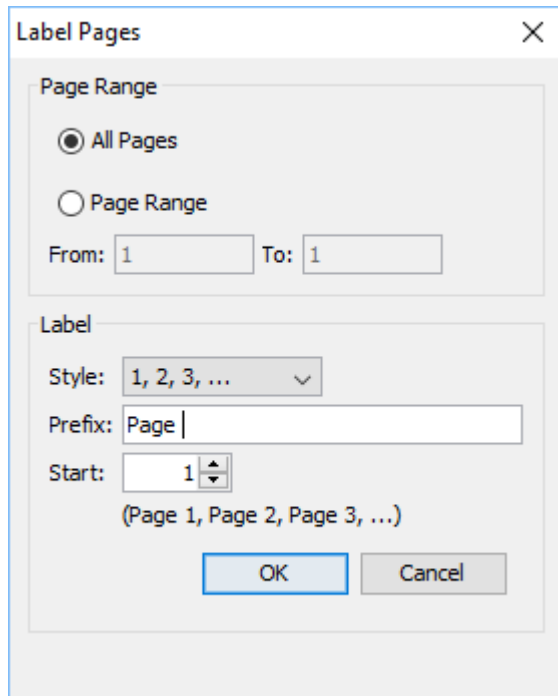 Label Pages
Page Range
All Pages
Page Range
From: 1 To: 1
Label
Style: 1, 2, 3, ...
Prefix: Page
Start: 1
(Page 1, Page 2, Page 3, ...)
OK Cancel